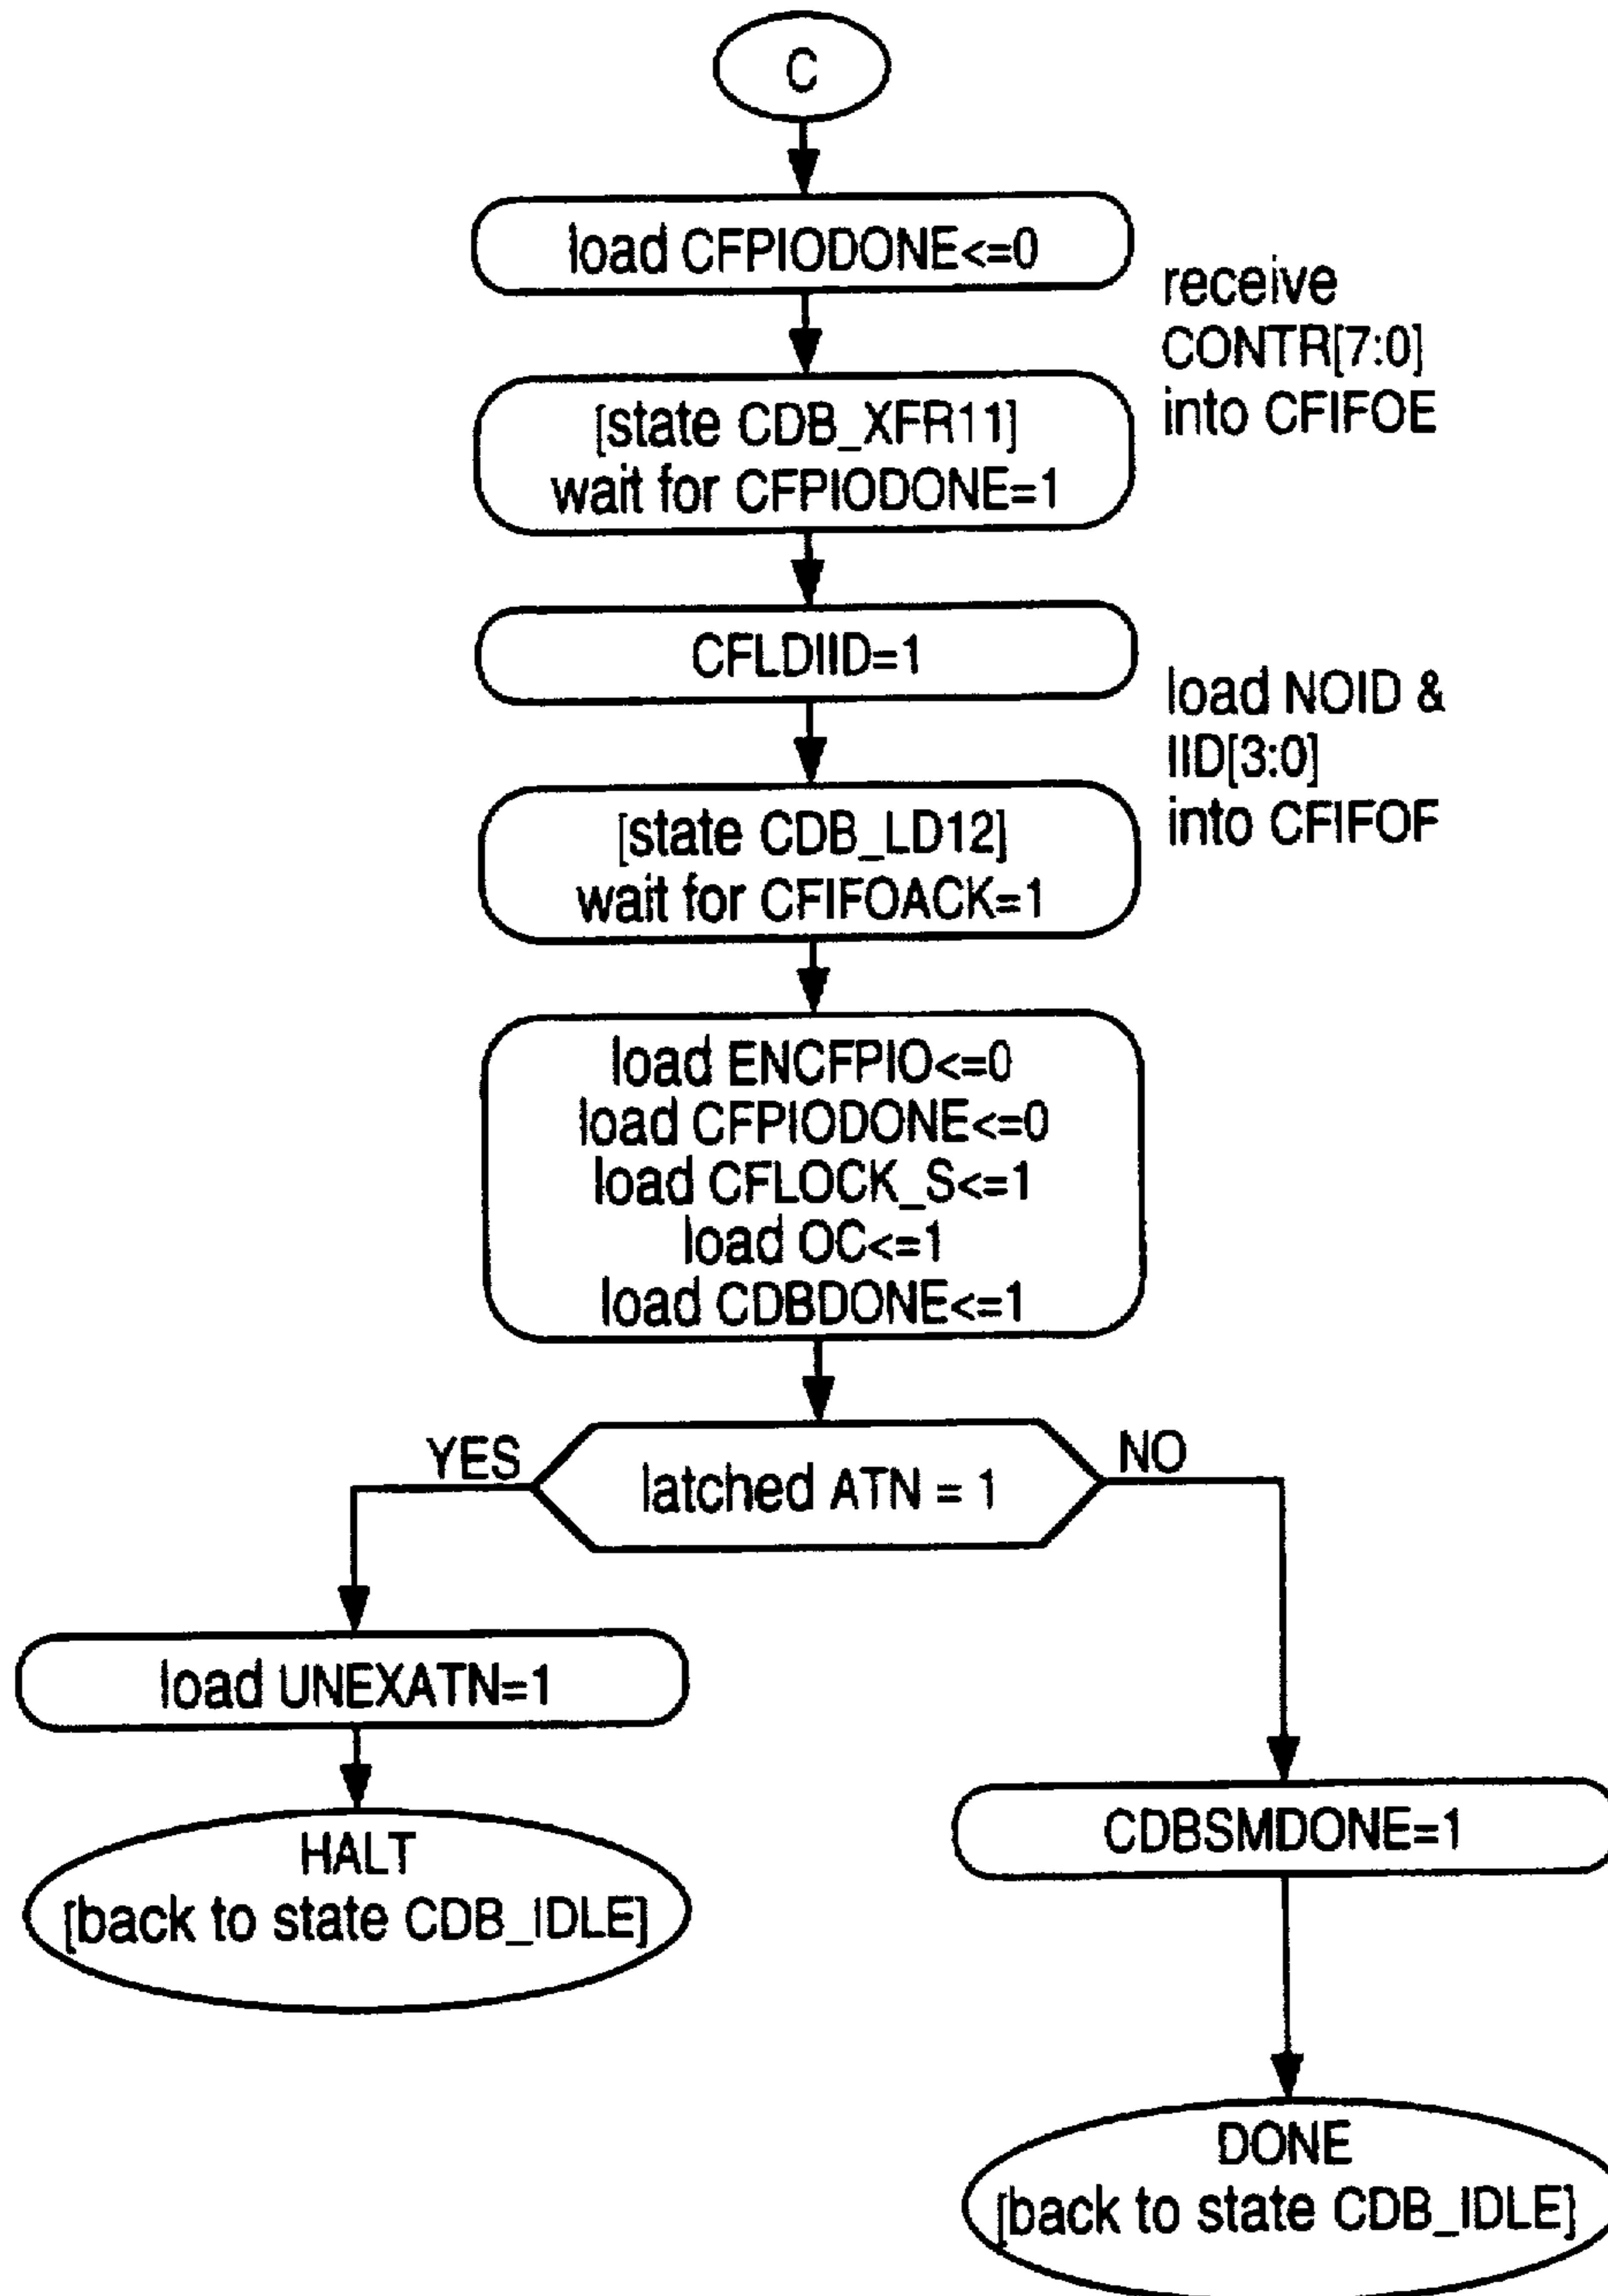 C
load CFPIODONE<=0
receive
CONTR[7:0]
into CFIFOE
[state CDB_XFR11]
wait for CFPIODONE=1
CFLDIID=1
load NOID &
IID[3:0]
into CFIFOF
[state CDB_LD12]
wait for CFIFOACK=1
load ENCFPIO<=0
load CFPIODONE<=0
load CFLOCK_S<=1
load OC<=1
load CDBDONE<=1
YES
latched ATN = 1
NO
load UNEXATN=1
HALT
[back to state CDB_IDLE]
CDBSMDONE=1
DONE
[back to state CDB_IDLE]